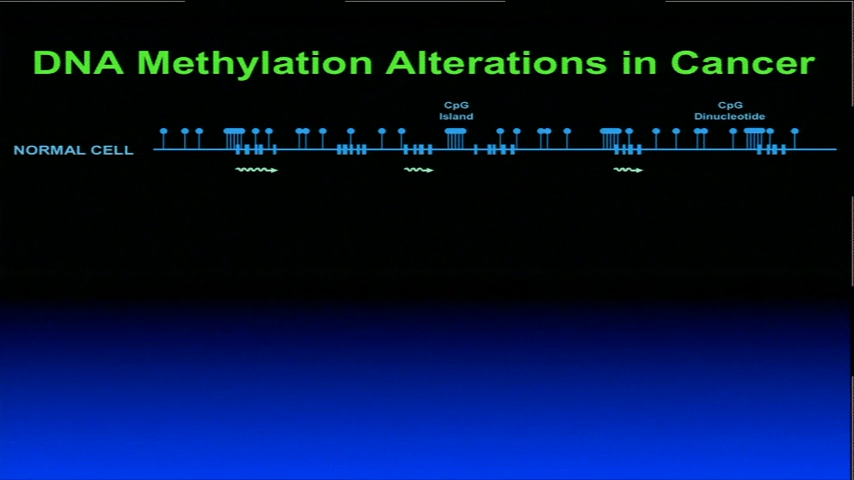 DNA Methylation Alterations in Cancer
CpG
Island
CpG
Dinucleotide
NORMAL CELL